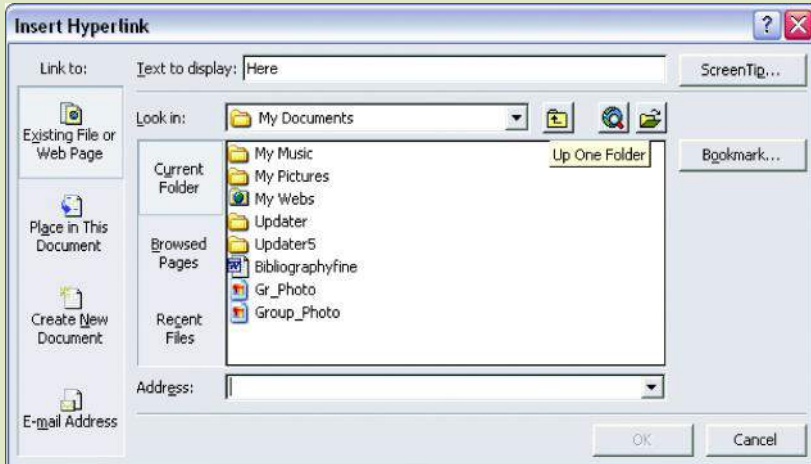 Insert Hyperlink
Link to:
Text to display: Here
ScreenTip...
Existing File or
Web Page
Look in: My Documents
Up One Folder
Bookmark...
Current
Folder
My Music
My Pictures
My Webs
Updater
Updater5
Bibliographyfine
Gr_Photo
Group_Photo
Place in This
Document
Browsed
Pages
Create New
Document
Recent
Files
E-mail Address
Address:
OK
Cancel